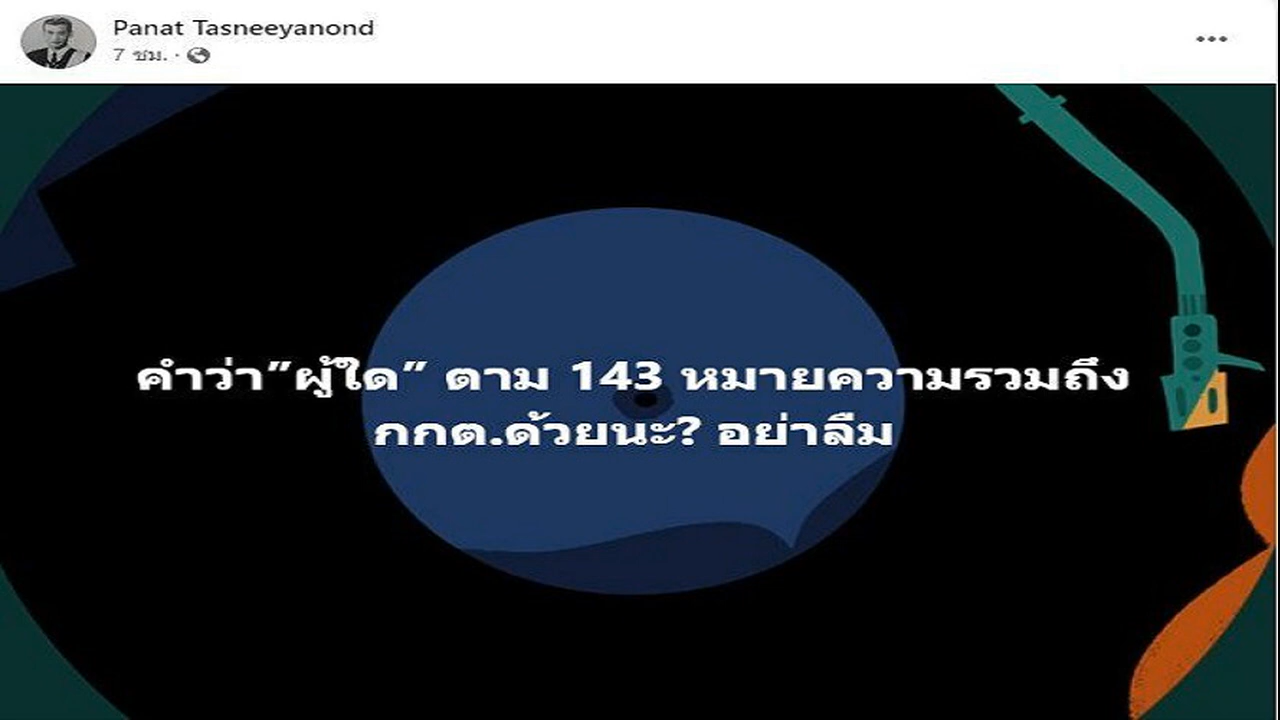 Panat Tasneeyanond
7 ชม. ·
คำว่า"ผู้ใด" ตาม 143 หมายความรวมถึง
กกต.ด้วยนะ? อย่าลืม